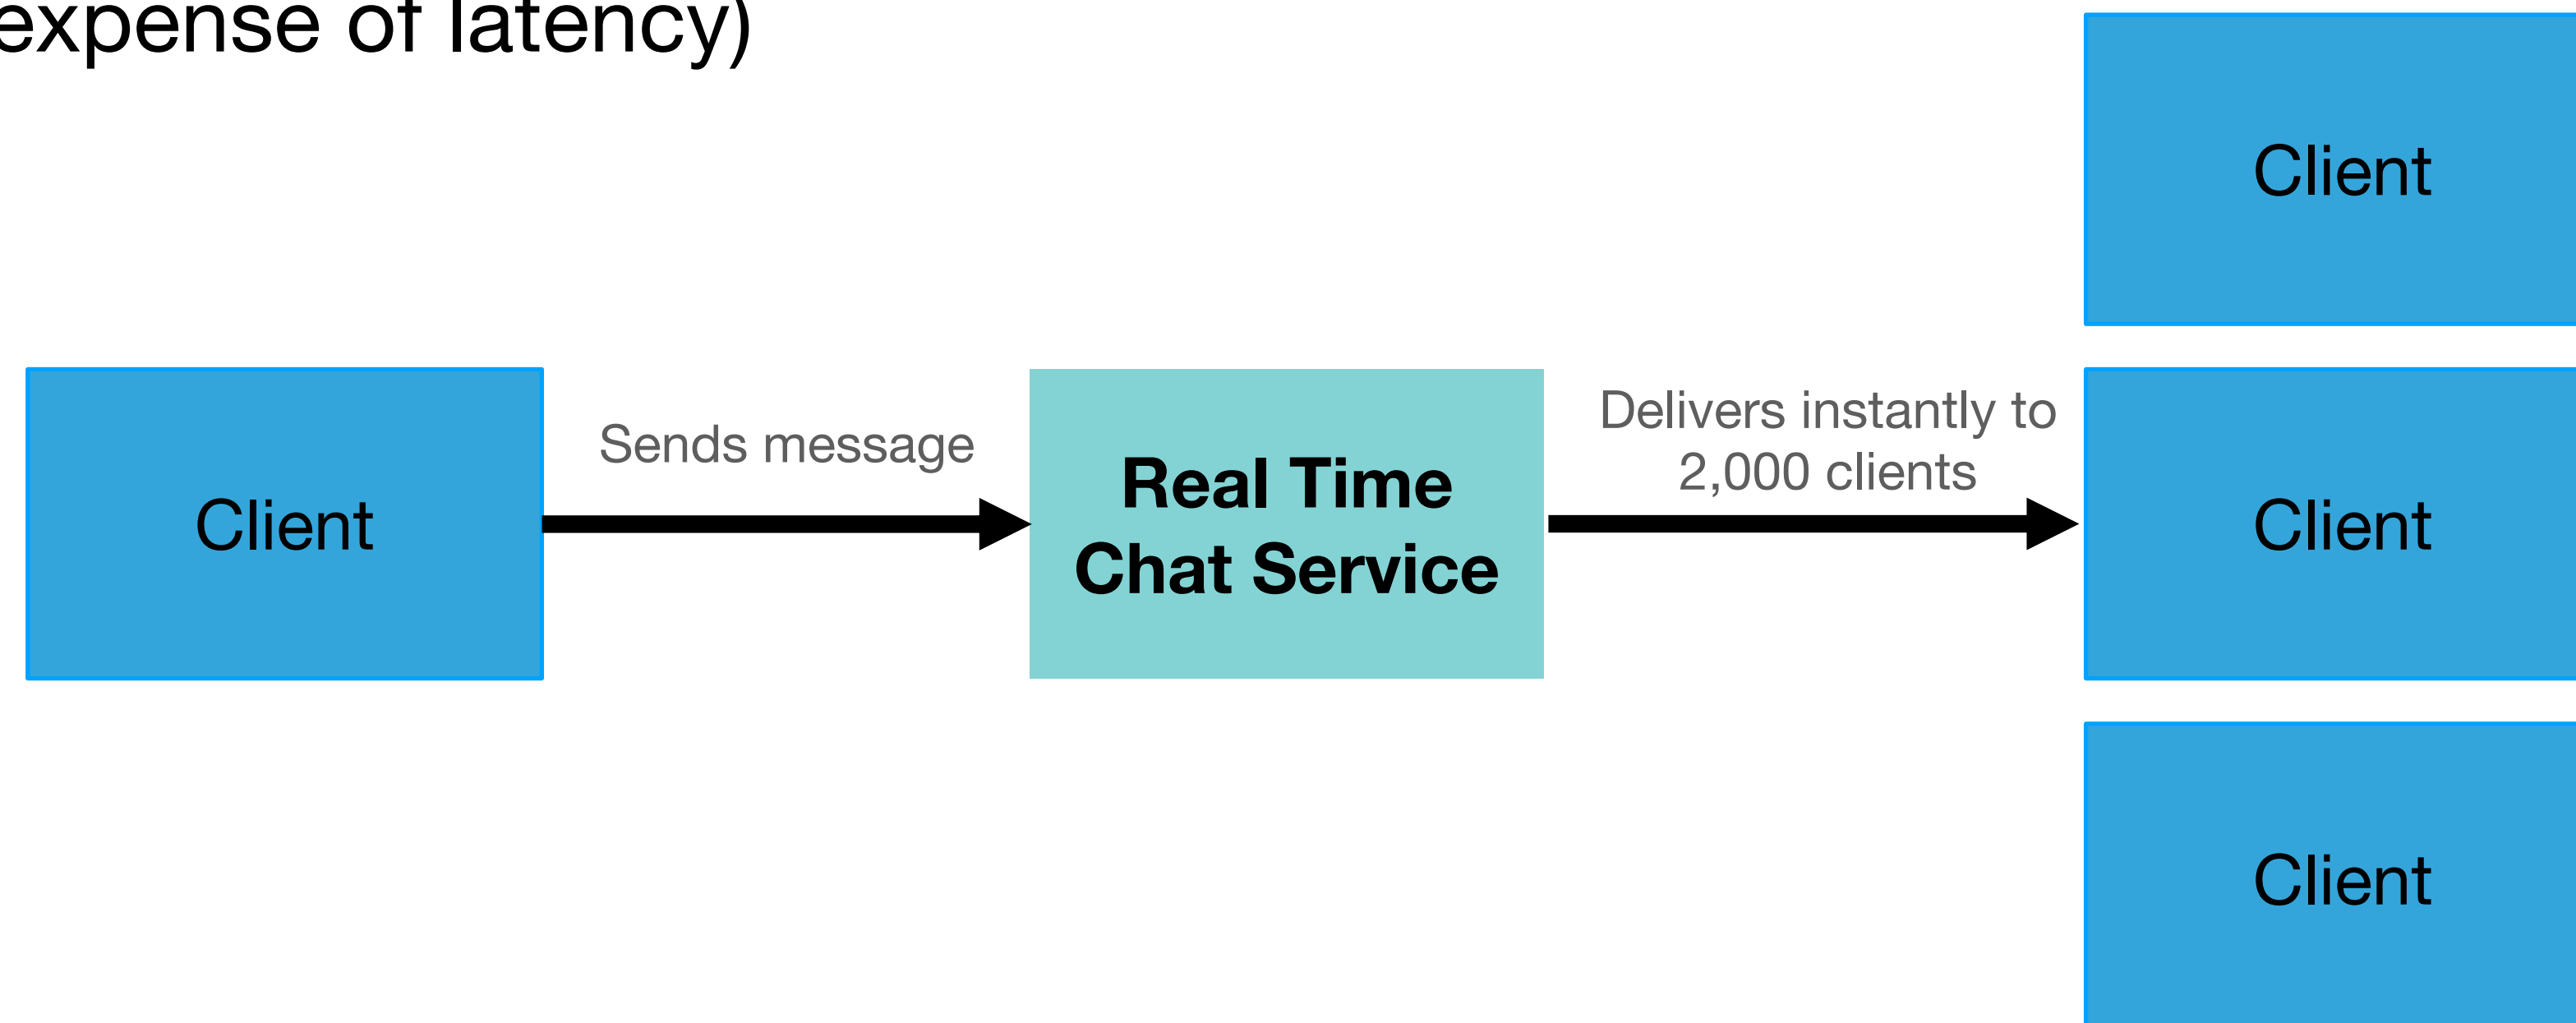 expense of latency)
Client
Client
Sends message
Real Time
Chat Service
Delivers instantly to
2,000 clients
Client
Client